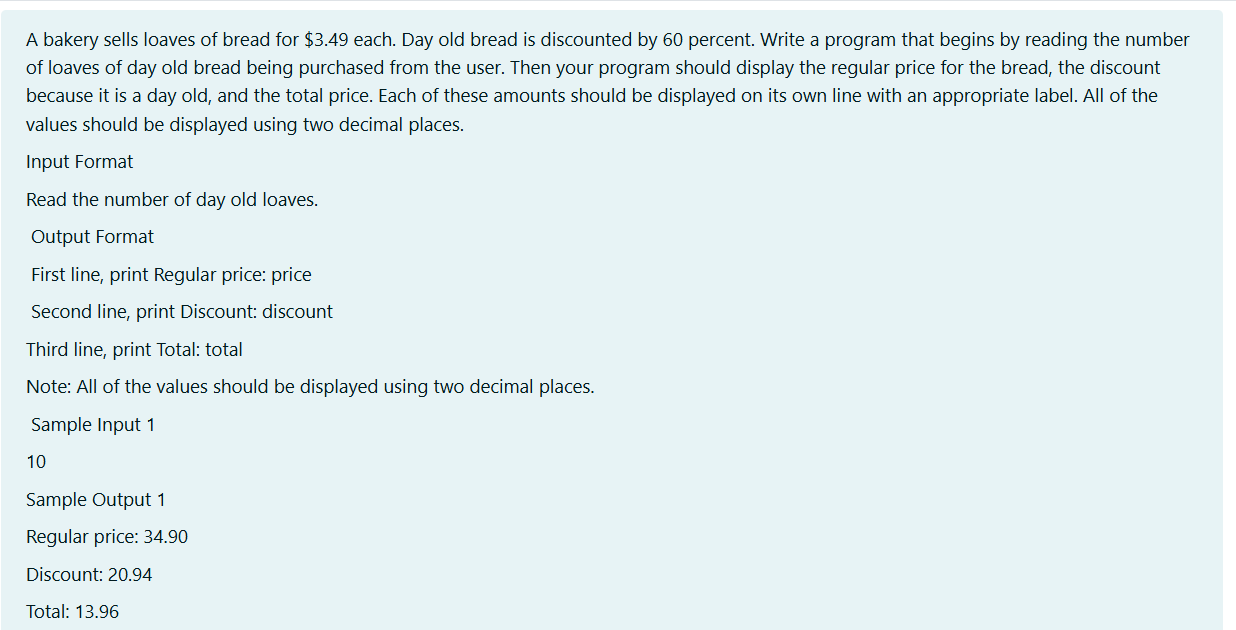 A bakery sells loaves of bread for $3.49 each. Day old bread is discounted by 60 percent. Write a program that begins by reading the number
of loaves of day old bread being purchased from the user. Then your program should display the regular price for the bread, the discount
because it is a day old, and the total price. Each of these amounts should be displayed on its own line with an appropriate label. All of the
values should be displayed using two decimal places.
Input Format
Read the number of day old loaves.
Output Format
First line, print Regular price: price
Second line, print Discount: discount
Third line, print Total: total
Note: All of the values should be displayed using two decimal places.
Sample Input 1
10
Sample Output 1
Regular price: 34.90
Discount: 20.94
Total: 13.96